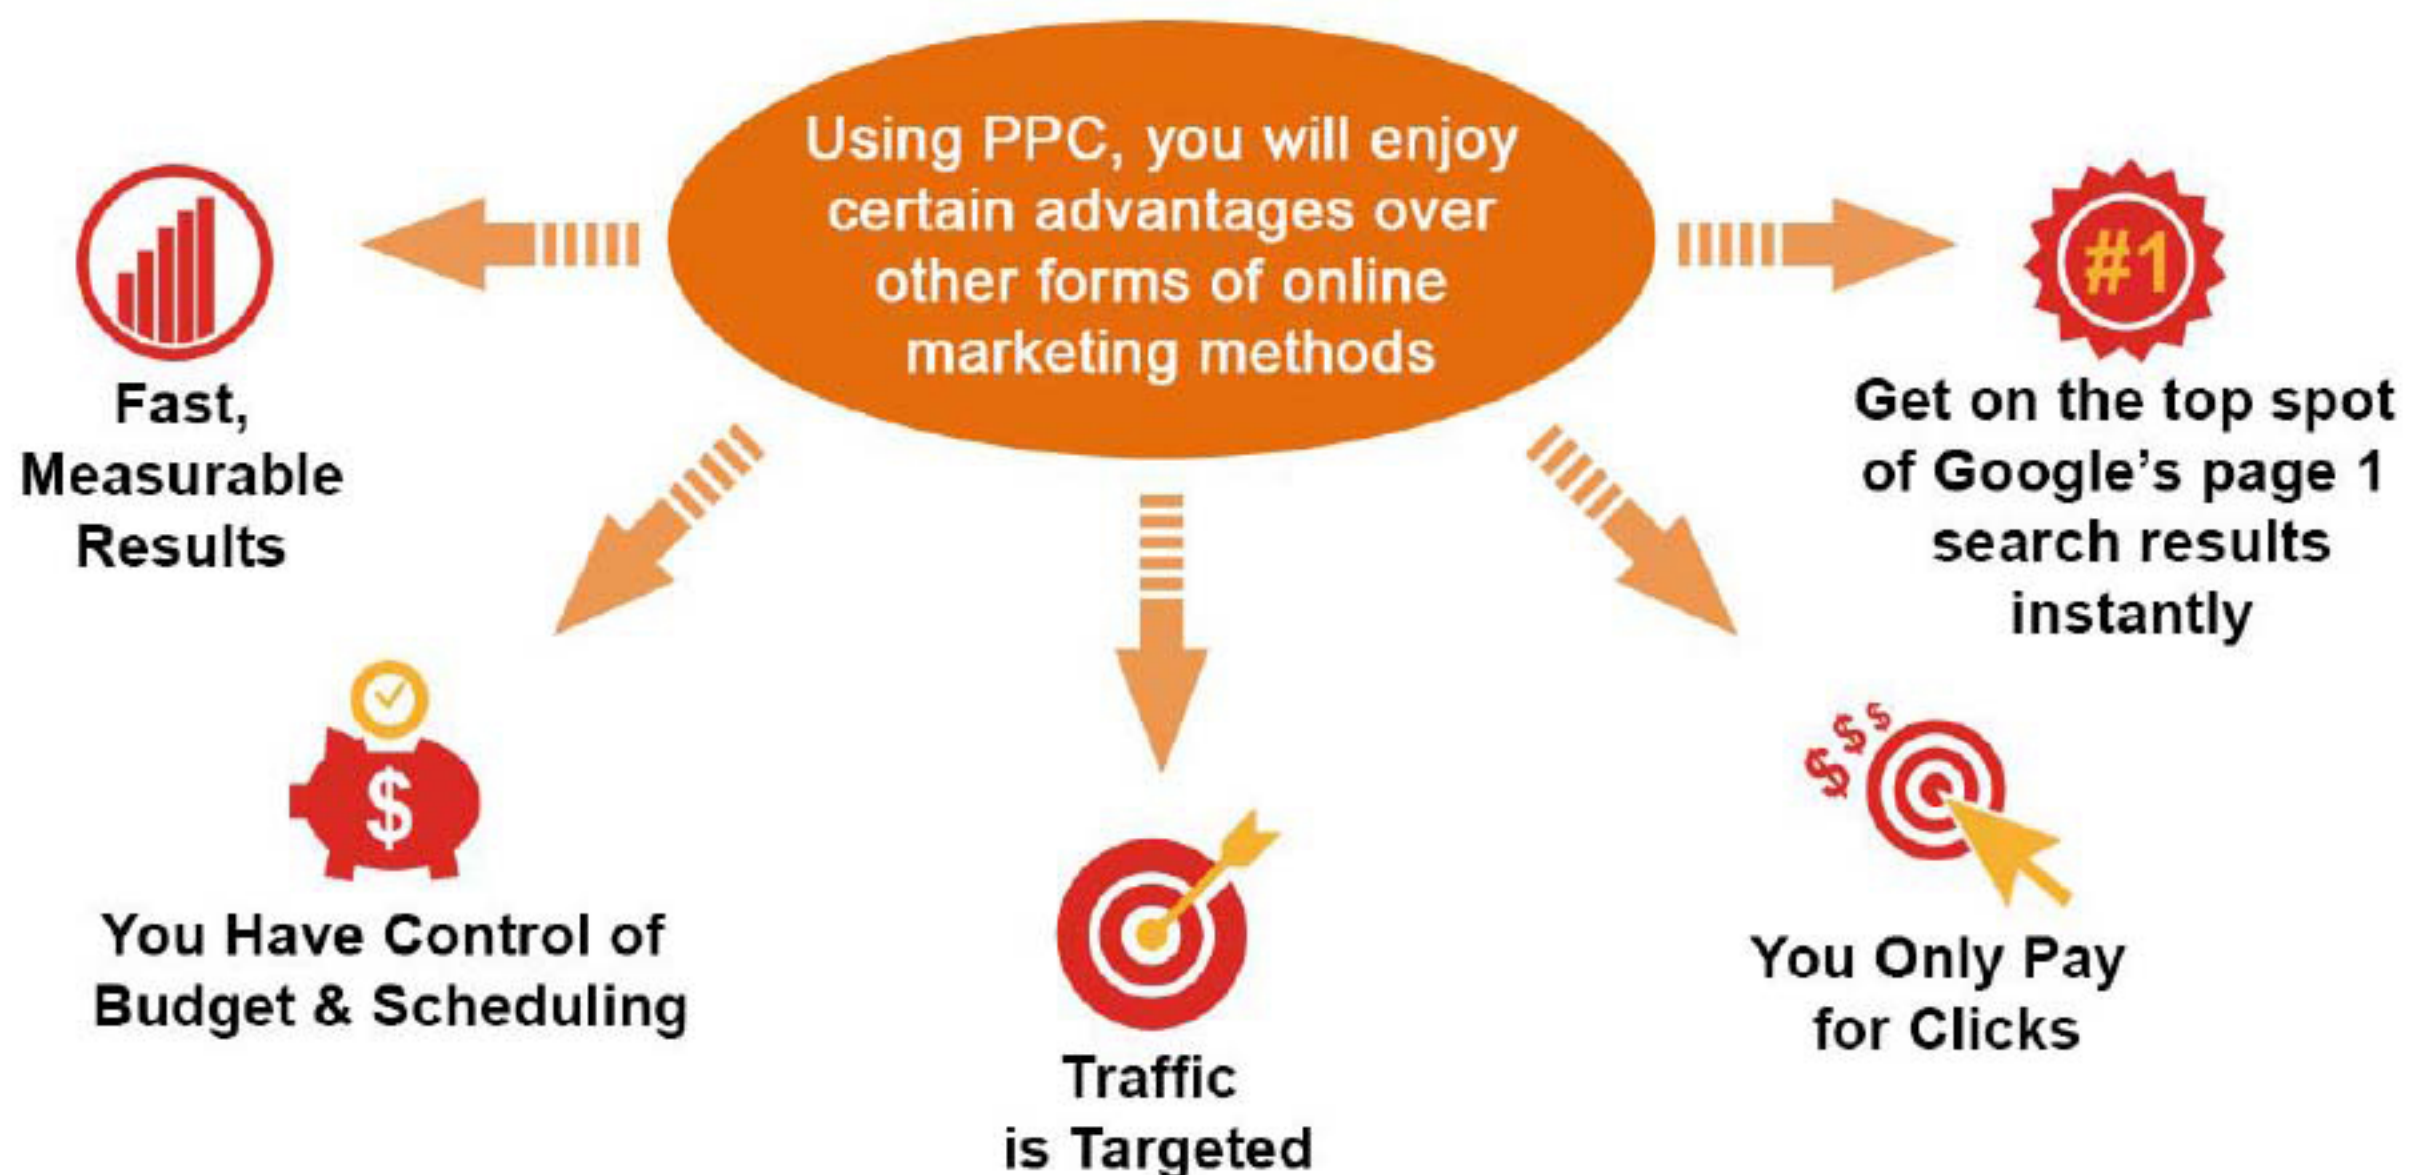 Using PPC, you will enjoy
certain advantages over
other forms of online
marketing methods
Fast,
Measurable
Results
#1
Get on the top spot
of Google’s page 1
search results
instantly
$
You Have Control of
Budget & Scheduling
Traffic
is Targeted
$ $ $
You Only Pay
for Clicks